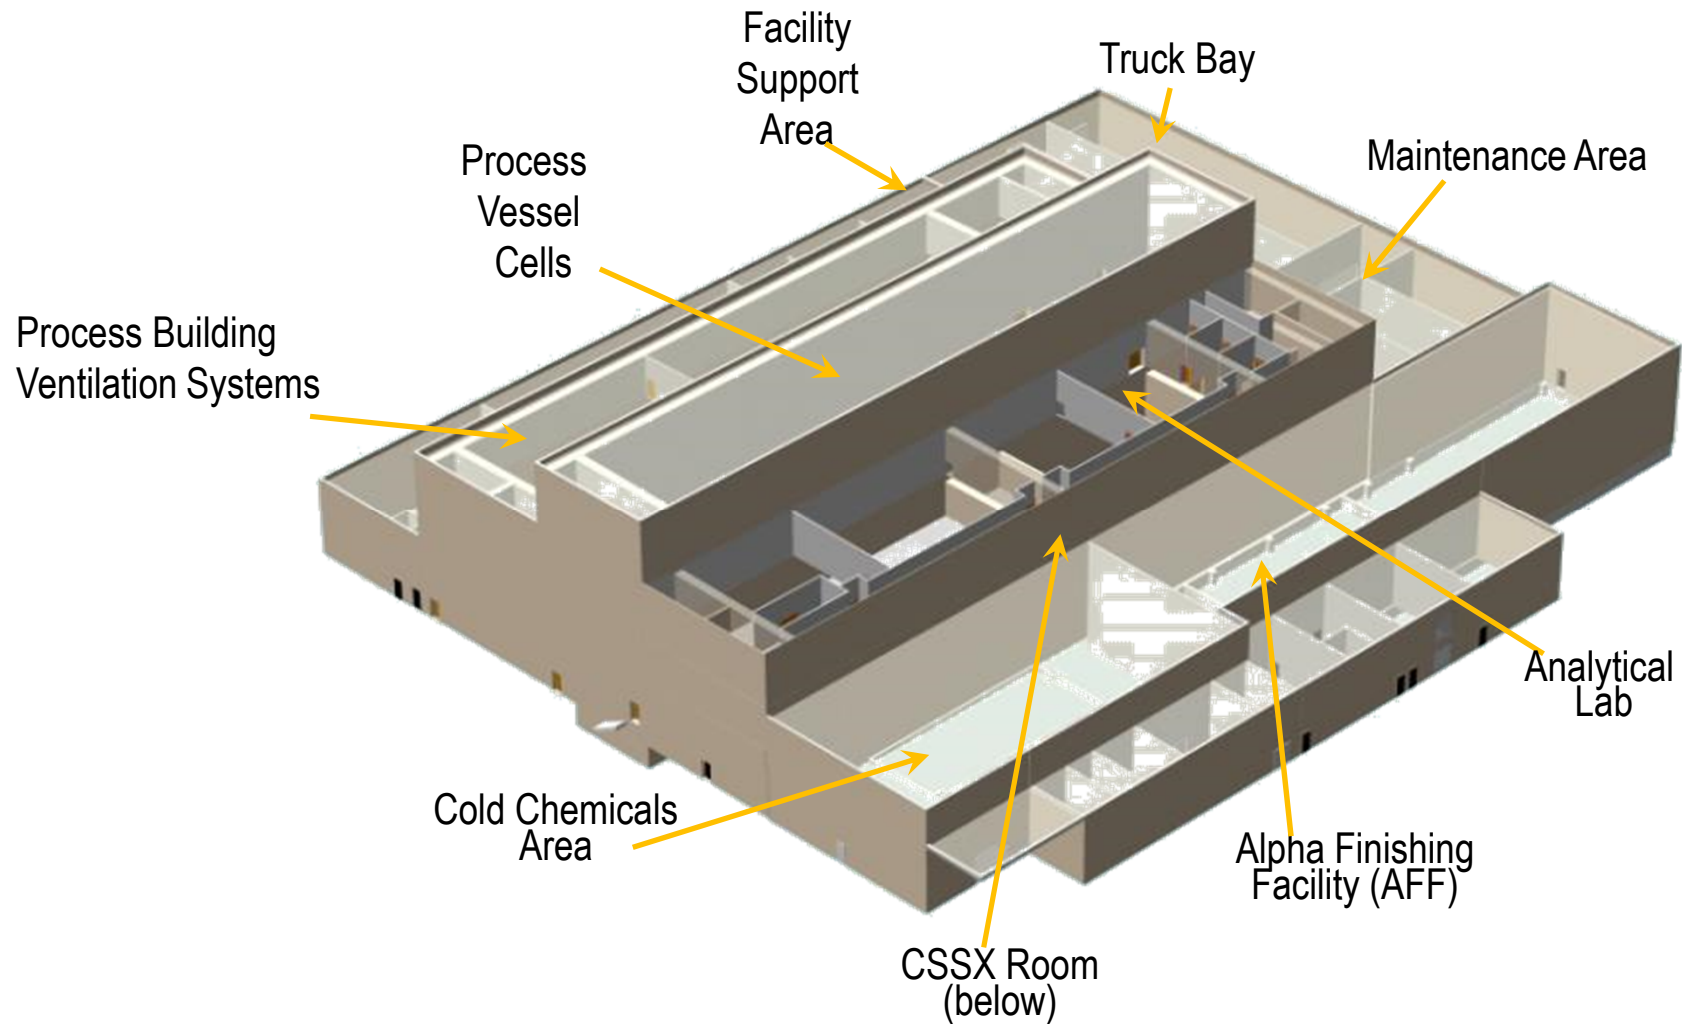 Facility
Support
Area
Truck Bay
Process
Vessel
Cells
Maintenance Area
Process Building
Ventilation Systems
Analytical
Lab
Cold Chemicals
Area
Alpha Finishing
Facility (AFF)
CSSX Room
(below)